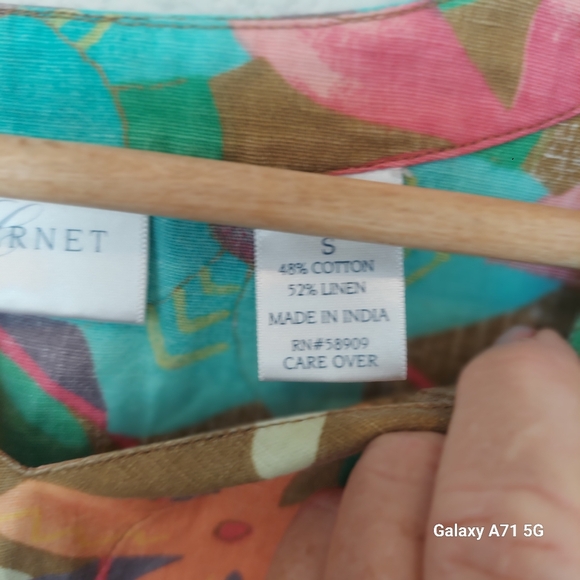 RNET
S
48% COTTON
52% LINEN
MADE IN INDIA
RN#58909
CARE OVER
Galaxy A71 5G